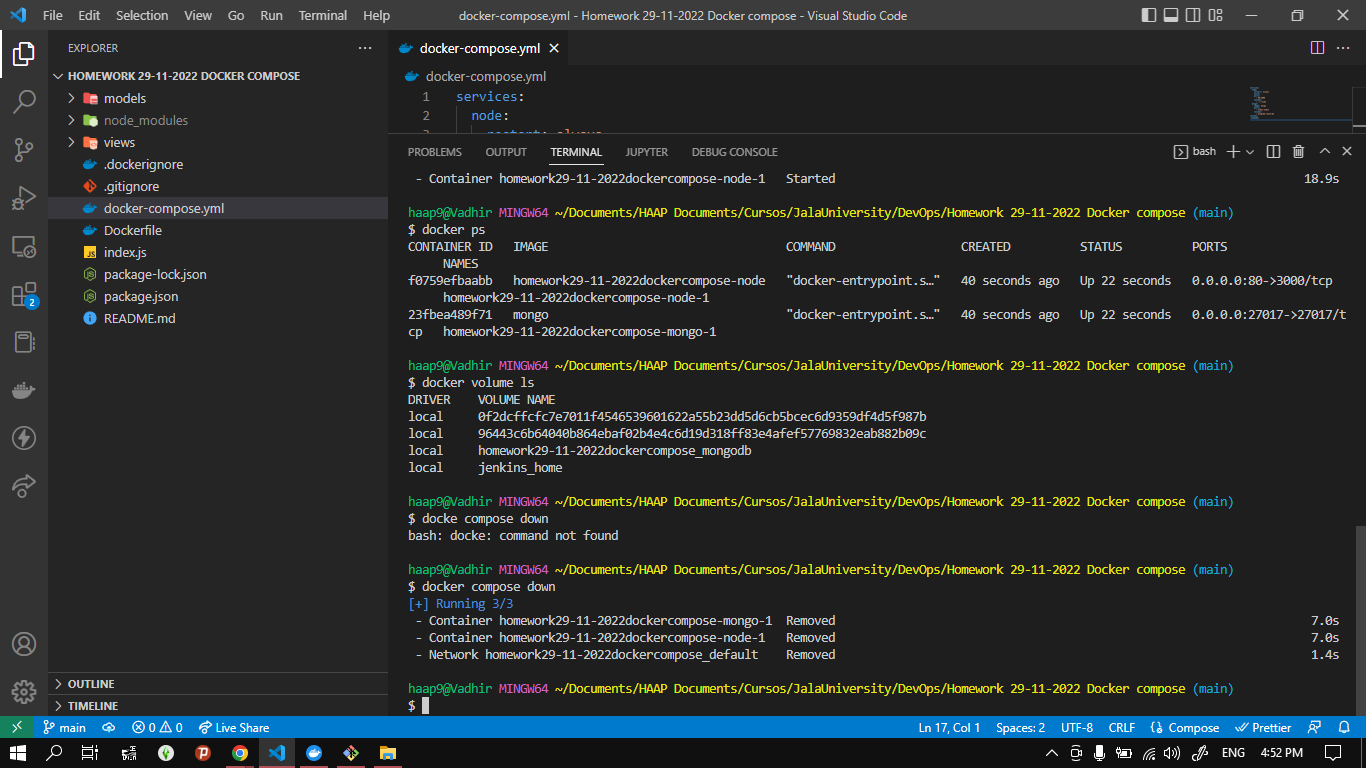 File Edit Selection View Go Run Terminal Help docker-compose.yml - Homework 29-11-2022 Docker compose - Visual Studio Code
EXPLORER
HOMEWORK 29-11-2022 DOCKER COMPOSE
models
node_modules
views
.dockerignore
.gitignore
docker-compose.yml
Dockerfile
index.js
package-lock.json
package.json
README.md
OUTLINE
TIMELINE
2
docker-compose.yml
docker-compose.yml
1 services:
2 node:
3 restart: always
PROBLEMS OUTPUT TERMINAL JUPYTER DEBUG CONSOLE bash
- Container homework29-11-2022dockercompose-node-1 Started 18.9s
haap9@Vadhir MINGW64 ~/Documents/HAAP Documents/Cursos/JalaUniversity/DevOps/Homework 29-11-2022 Docker compose (main)
$ docker ps
CONTAINER ID IMAGE COMMAND CREATED STATUS PORTS
NAMES
f0759efbaabb homework29-11-2022dockercompose-node "docker-entrypoint.s…" 40 seconds ago Up 22 seconds 0.0.0.0:80->3000/tcp
homework29-11-2022dockercompose-node-1
23fbea489f71 mongo "docker-entrypoint.s…" 40 seconds ago Up 22 seconds 0.0.0.0:27017->27017/t
cp homework29-11-2022dockercompose-mongo-1
haap9@Vadhir MINGW64 ~/Documents/HAAP Documents/Cursos/JalaUniversity/DevOps/Homework 29-11-2022 Docker compose (main)
$ docker volume ls
DRIVER VOLUME NAME
local 0f2dcffcfc7e7011f4546539601622a55b23dd5d6cb5bcec6d9359df4d5f987b
local 96443c6b64040b864ebaf02b4e4c6d19d318ff83e4afef57769832eab882b09c
local homework29-11-2022dockercompose_mongodb
local jenkins_home
haap9@Vadhir MINGW64 ~/Documents/HAAP Documents/Cursos/JalaUniversity/DevOps/Homework 29-11-2022 Docker compose (main)
$ docke compose down
bash: docke: command not found
haap9@Vadhir MINGW64 ~/Documents/HAAP Documents/Cursos/JalaUniversity/DevOps/Homework 29-11-2022 Docker compose (main)
$ docker compose down
[+] Running 3/3
- Container homework29-11-2022dockercompose-mongo-1 Removed 7.0s
- Container homework29-11-2022dockercompose-node-1 Removed 7.0s
- Network homework29-11-2022dockercompose_default Removed 1.4s
haap9@Vadhir MINGW64 ~/Documents/HAAP Documents/Cursos/JalaUniversity/DevOps/Homework 29-11-2022 Docker compose (main)
$
main 0 0 Live Share Ln 17, Col 1 Spaces: 2 UTF-8 CRLF {} Compose Prettier
ENG 4:52 PM